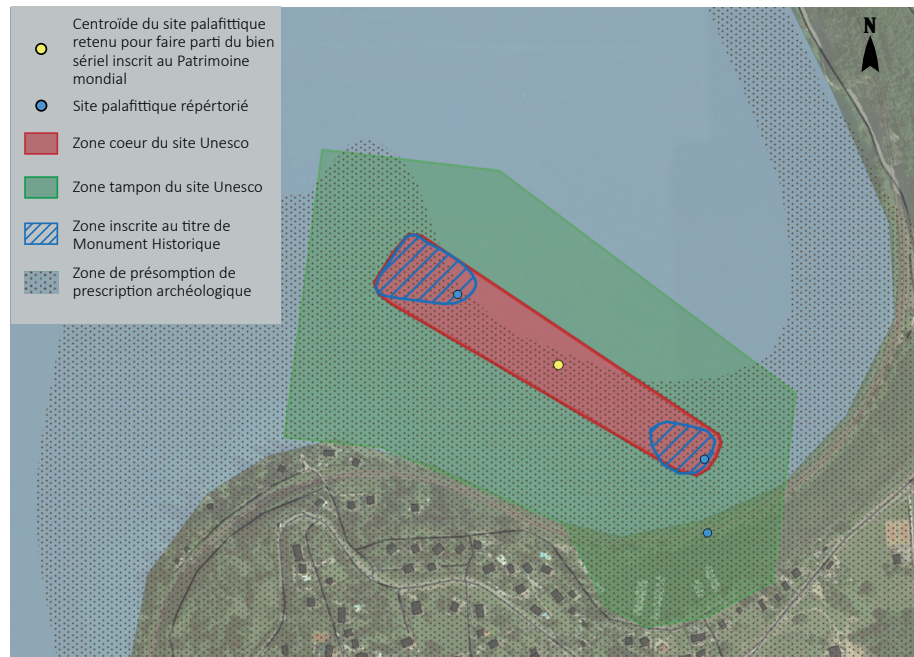 Centroïde du site palafittique
retenu pour faire parti du bien
sériel inscrit au Patrimoine
mondial
Site palafittique répértorié
Zone coeur du site Unesco
Zone tampon du site Unesco
Zone inscrite au titre de
Monument Historique
Zone de présomption de
prescription archéologique
N